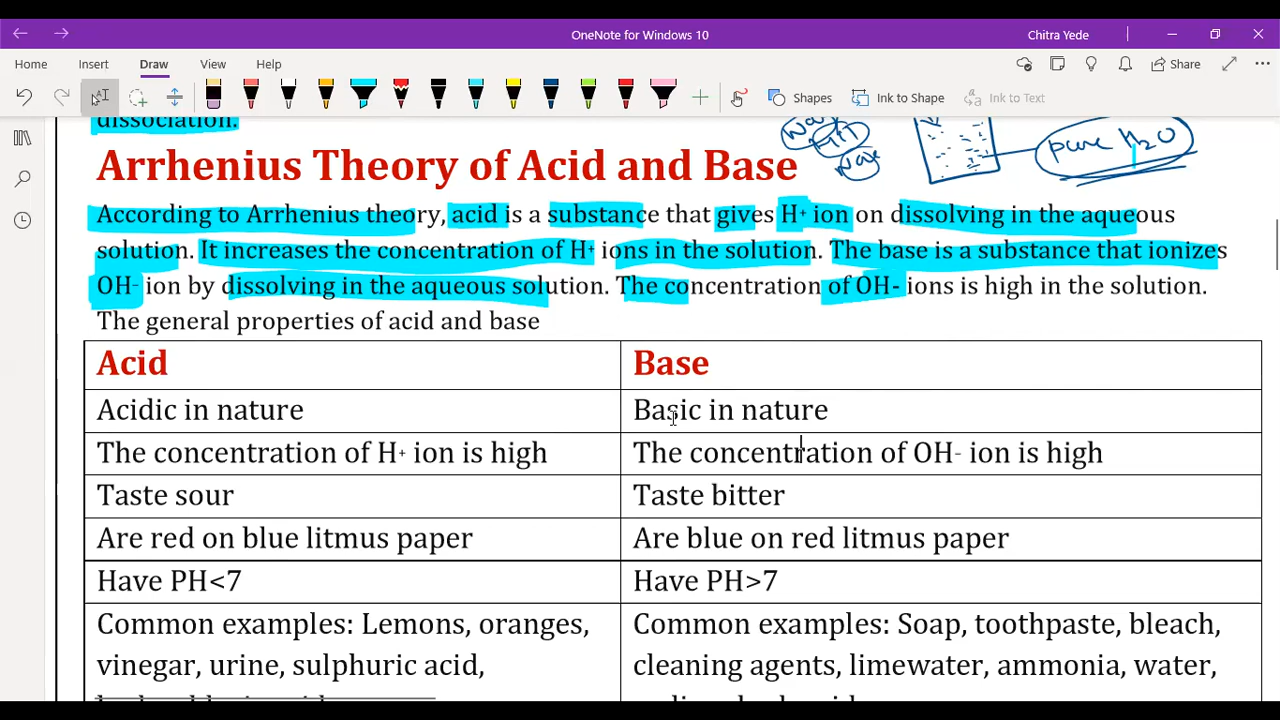 OneNote for Windows 10
Chitra Yede
Home Insert Draw View Help
Share
Shapes
Ink to Shape
Ink to Text
dissociation.
pure H2O
Arrhenius Theory of Acid and Base
According to Arrhenius theory, acid is a substance that gives H+ ion on dissolving in the aqueous
solution. It increases the concentration of H+ ions in the solution. The base is a substance that ionizes
OH- ion by dissolving in the aqueous solution. The concentration of OH- ions is high in the solution.
The general properties of acid and base
Acid Base
Acidic in nature Basic in nature
The concentration of H+ ion is high The concentration of OH- ion is high
Taste sour Taste bitter
Are red on blue litmus paper Are blue on red litmus paper
Have PH<7 Have PH>7
Common examples: Lemons, oranges, Common examples: Soap, toothpaste, bleach,
vinegar, urine, sulphuric acid, cleaning agents, limewater, ammonia, water,